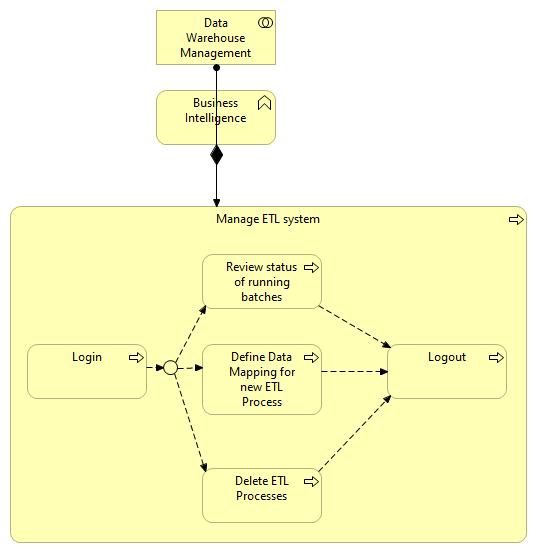 Data
Warehouse
Management
Business
Intelligence
Manage ETL system
Review status
of running
batches
Login
Define Data
Mapping for
new ETL
Process
Logout
Delete ETL
Processes